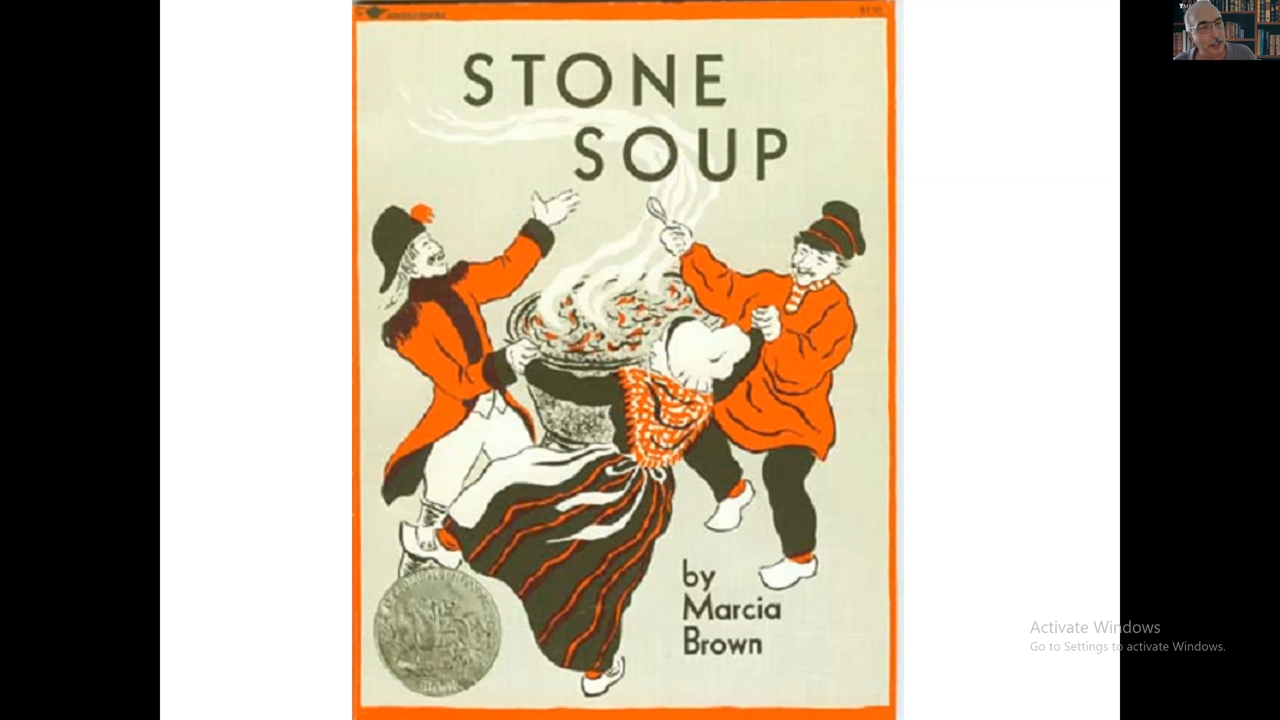 STONE
SOUP
by
Marcia
Brown
Activate Windows
Go to Settings to activate Windows.